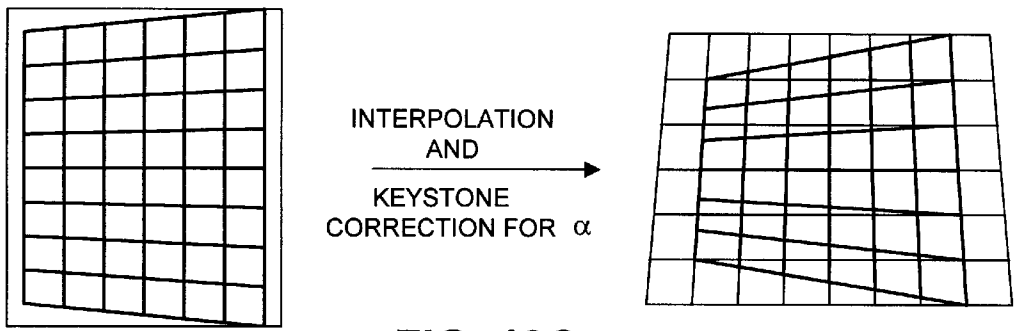 INTERPOLATION
AND
KEYSTONE
CORRECTION FOR α